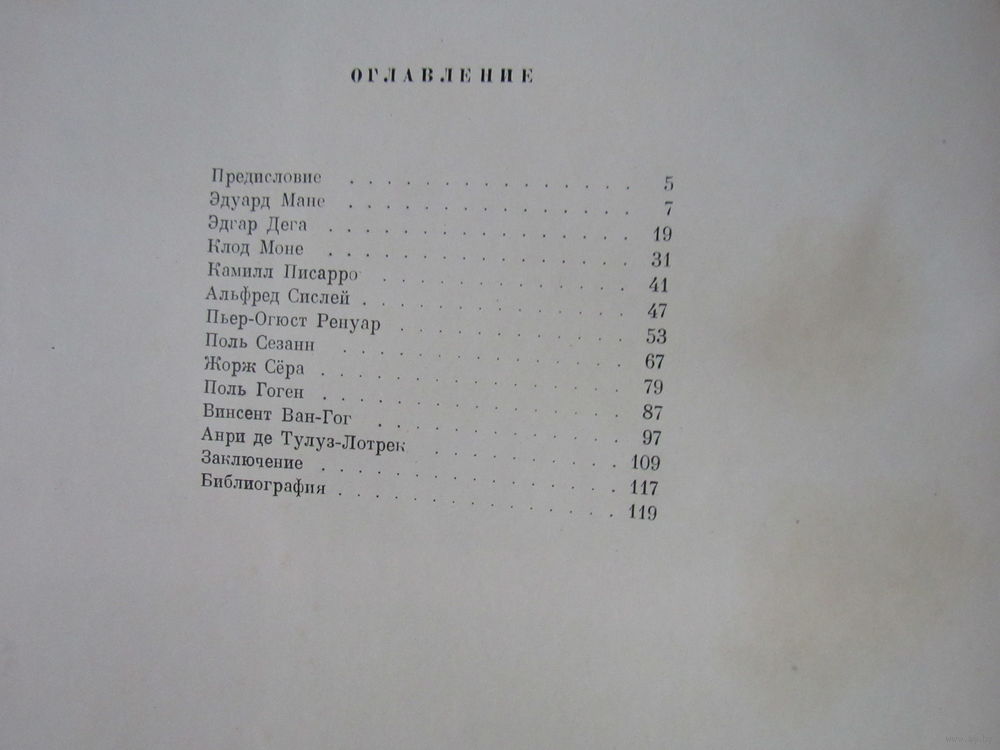 ОГЛАВЛЕНИЕ
Предисловие . . . . . . . . . . . . . . . 5
Эдуард Мане . . . . . . . . . . . . . . . 7
Эдгар Дега . . . . . . . . . . . . . . . 19
Клод Моне . . . . . . . . . . . . . . . 31
Камилл Писарро . . . . . . . . . . . . . 41
Альфред Сислей . . . . . . . . . . . . . 47
Пьер-Огюст Ренуар . . . . . . . . . . . . 53
Поль Сезанн . . . . . . . . . . . . . . 67
Жорж Сёра . . . . . . . . . . . . . . . 79
Поль Гоген . . . . . . . . . . . . . . . 87
Винсент Ван-Гог . . . . . . . . . . . . . 97
Анри де Тулуз-Лотрек . . . . . . . . . . 109
Заключение . . . . . . . . . . . . . . . 117
Библиография . . . . . . . . . . . . . . 119